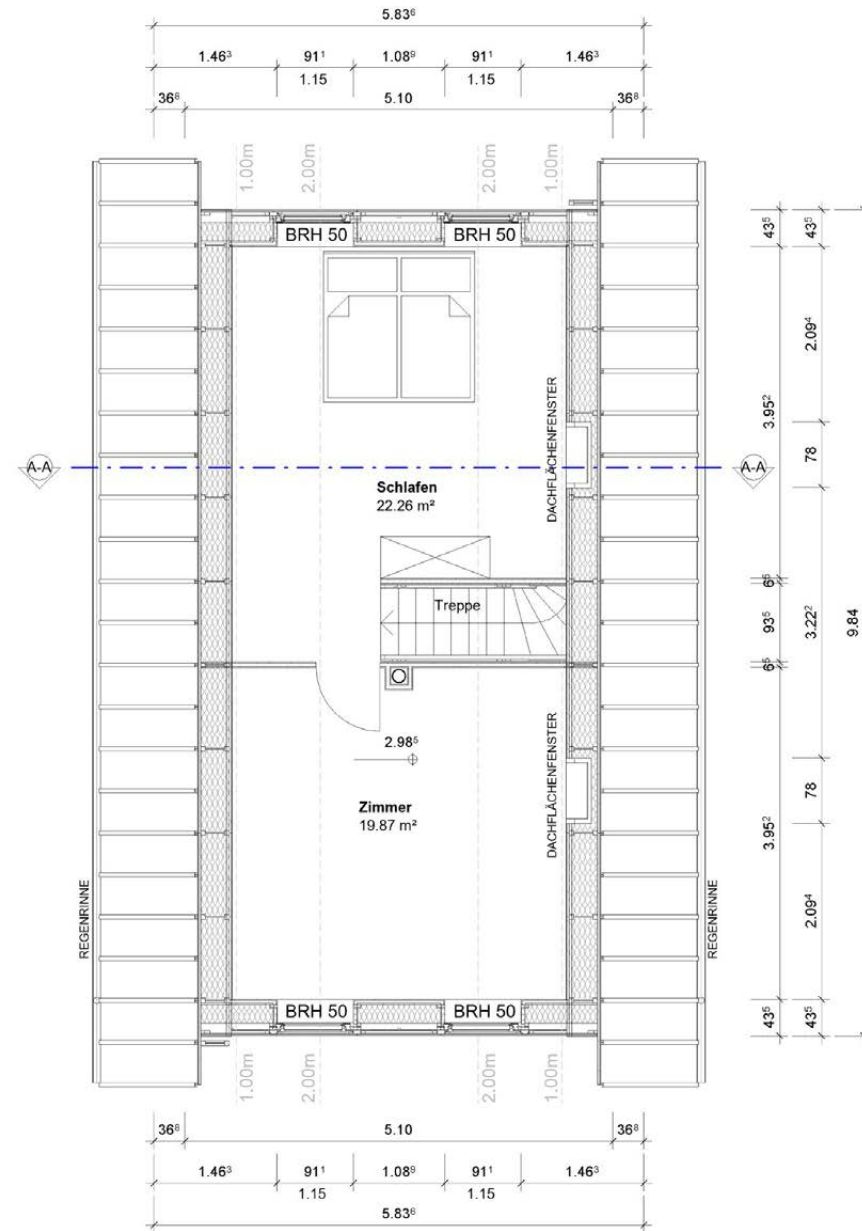 5.83⁶
1.46³ 91¹ 1.08⁹ 91¹ 1.46³
1.15 1.15
36⁸ 5.10 36⁸
1.00m 2.00m 2.00m 1.00m
BRH 50 BRH 50
43⁵ 43⁵
2.09⁴
3.95²
DACHFLÄCHENFENSTER
78
A-A A-A
Schlafen
22.26 m²
6⁵
Treppe
93⁵ 3.22² 9.84
6⁵
2.98⁵
DACHFLÄCHENFENSTER
78
Zimmer
19.87 m²
3.95²
REGENRINNE REGENRINNE
2.09⁴
BRH 50 BRH 50
43⁵ 43⁵
1.00m 2.00m 2.00m 1.00m
36⁸ 5.10 36⁸
1.46³ 91¹ 1.08⁹ 91¹ 1.46³
1.15 1.15
5.83⁶